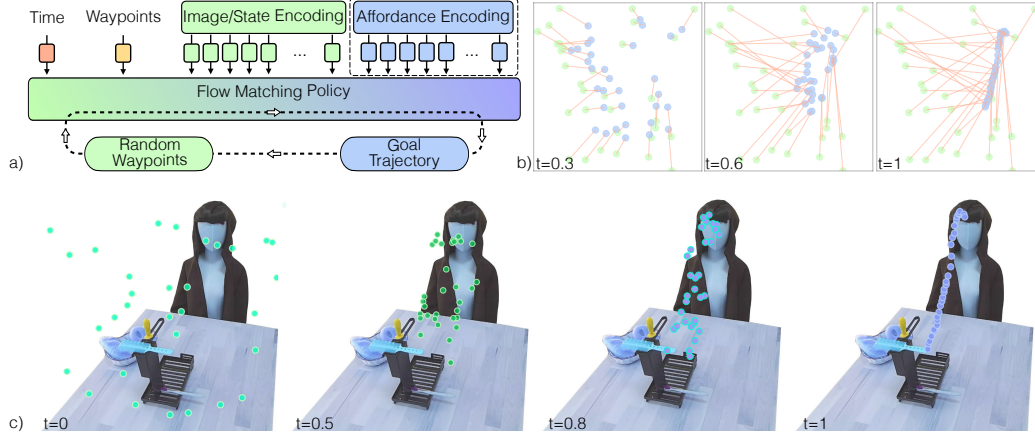 Time
Waypoints
Image/State Encoding
Affordance Encoding
...
...
Flow Matching Policy
Random
Waypoints
Goal
Trajectory
a)
b)
t=0.3
t=0.6
t=1
c)
t=0
t=0.5
t=0.8
t=1